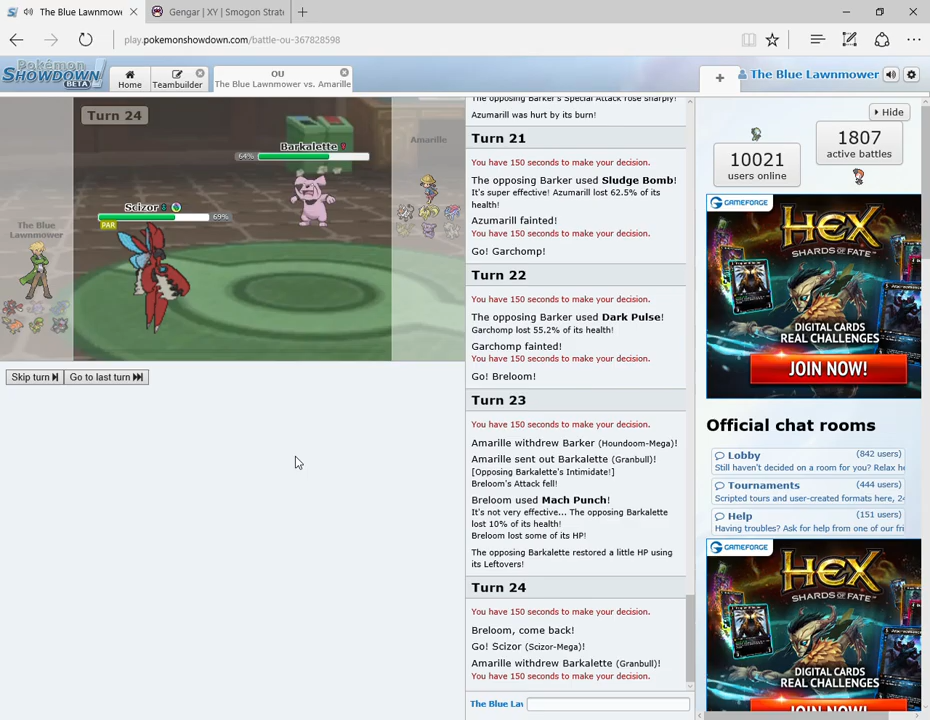 The Blue Lawnmowe
Gengar | XY | Smogon Strate
play.pokemonshowdown.com/battle-ou-367828598
Pokémon
SHOWDOWN
BETA
Home
Teambuilder
OU
The Blue Lawnmower vs. Amarille
The Blue Lawnmower
Turn 24
Barkalette
64%
Amarille
Scizor
69%
PAR
The Blue
Lawnmower
Skip turn
Go to last turn
The opposing Barker's Special Attack rose sharply!
Azumarill was hurt by its burn!
Turn 21
You have 150 seconds to make your decision.
The opposing Barker used Sludge Bomb!
It's super effective! Azumarill lost 62.5% of its
health!
Azumarill fainted!
You have 150 seconds to make your decision.
Go! Garchomp!
Turn 22
You have 150 seconds to make your decision.
The opposing Barker used Dark Pulse!
Garchomp lost 55.2% of its health!
Garchomp fainted!
You have 150 seconds to make your decision.
Go! Breloom!
Turn 23
You have 150 seconds to make your decision.
Amarille withdrew Barker (Houndoom-Mega)!
Amarille sent out Barkalette (Granbull)!
[Opposing Barkalette's Intimidate!]
Breloom's Attack fell!
Breloom used Mach Punch!
It's not very effective... The opposing Barkalette
lost 10% of its health!
Breloom lost some of its HP!
The opposing Barkalette restored a little HP using
its Leftovers!
Turn 24
You have 150 seconds to make your decision.
Breloom, come back!
Go! Scizor (Scizor-Mega)!
Amarille withdrew Barkalette (Granbull)!
You have 150 seconds to make your decision.
The Blue Lav
Hide
10021
users online
1807
active battles
GAMEFORGE
HEX
SHARDS OF FATE
DIGITAL CARDS
REAL CHALLENGES
JOIN NOW!
Official chat rooms
Lobby
(842 users)
Still haven't decided on a room for you? Relax he
Tournaments
(444 users)
Scripted tours and user-created formats here, 24
Help
(151 users)
Having troubles? Ask for help from one of our fri
GAMEFORGE
HEX
SHARDS OF FATE
DIGITAL CARDS
REAL CHALLENGES
JOIN NOW!